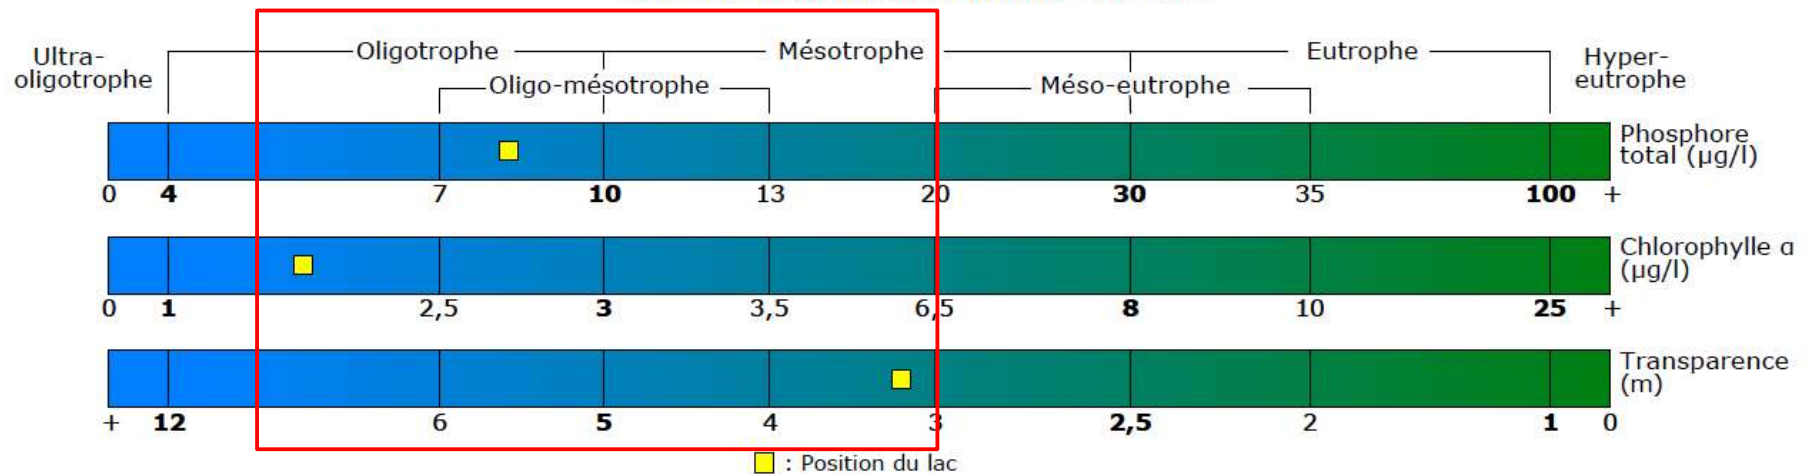 Ultra-
oligotrophe
Oligotrophe
Mésotrophe
Eutrophe
Hyper-
eutrophe
Oligo-mésotrophe
Méso-eutrophe
Phosphore
total (µg/l)
0 4 7 10 13 20 30 35 100 +
Chlorophylle α
(µg/l)
0 1 2,5 3 3,5 6,5 8 10 25 +
Transparence
(m)
+ 12 6 5 4 3 2,5 2 1 0
: Position du lac